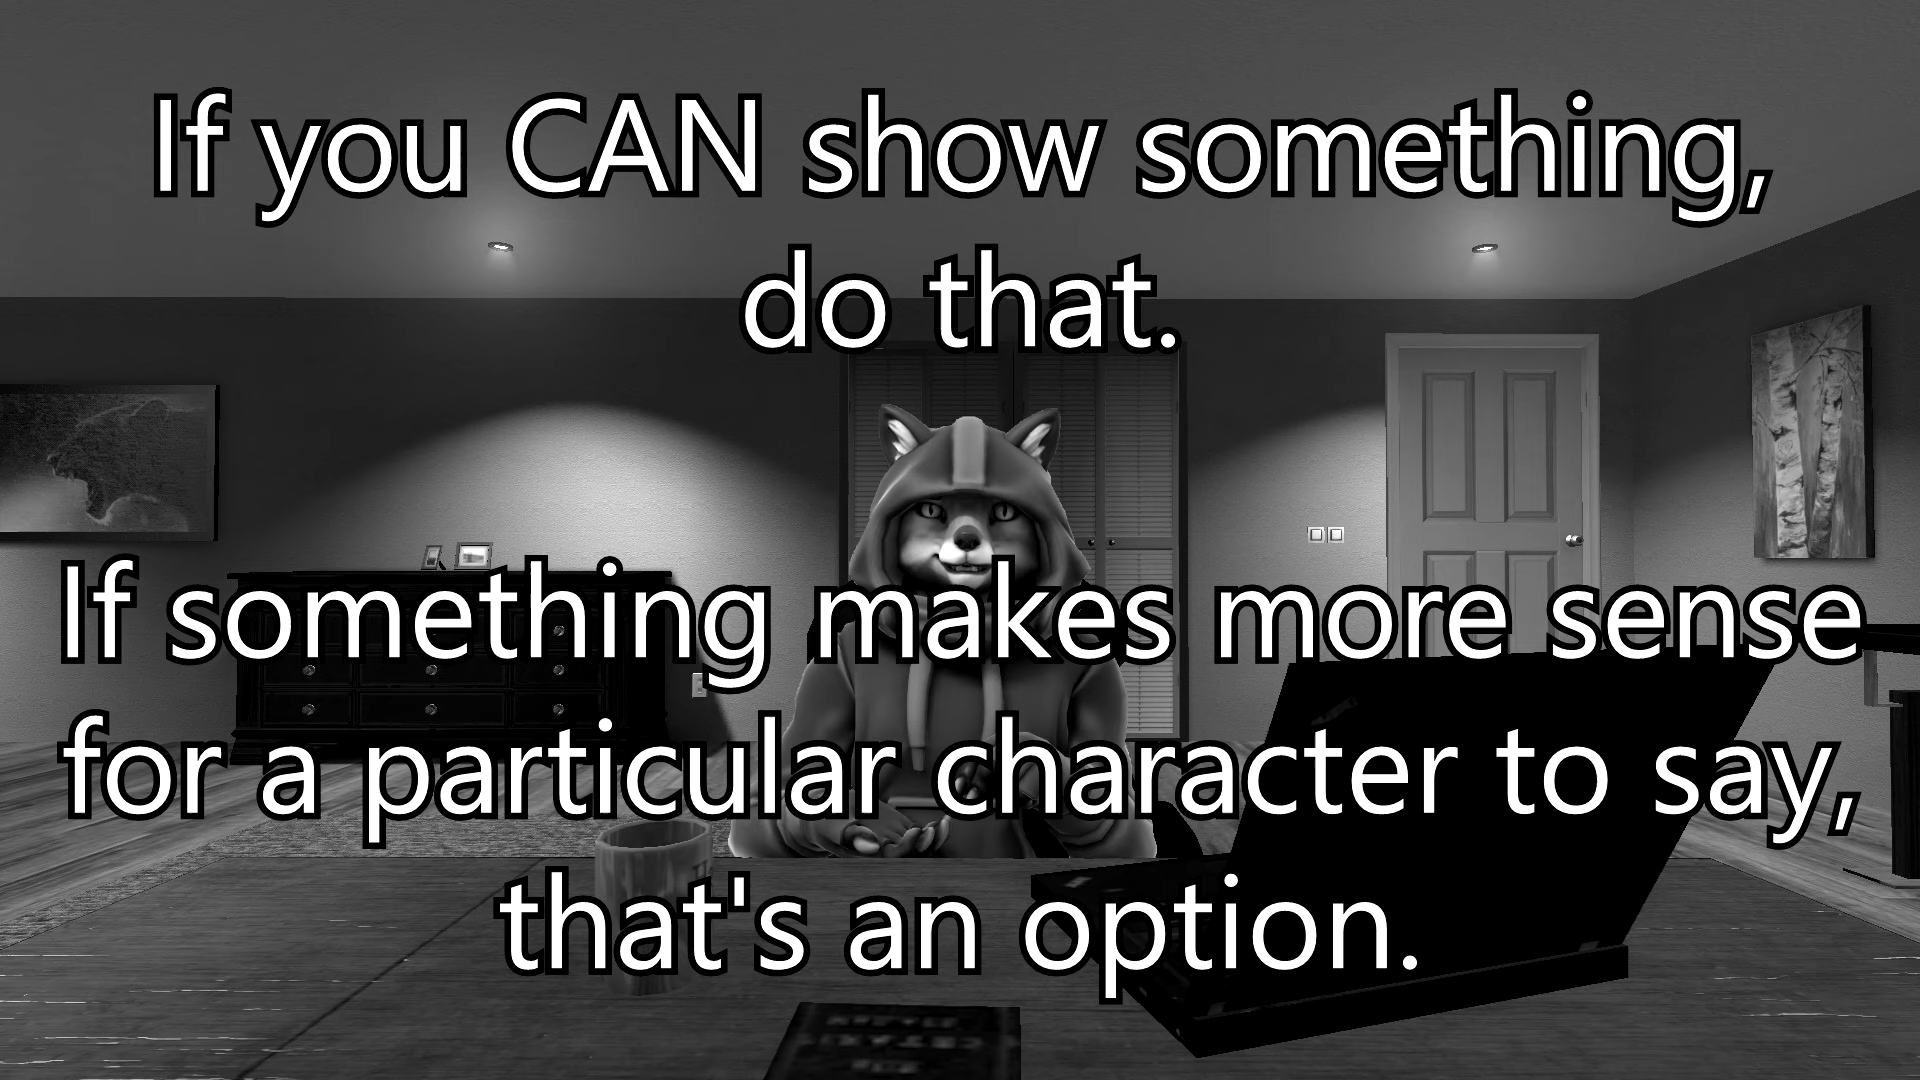 If you CAN show something,
do that.
If something makes more sense
for a particular character to say,
that's an option.